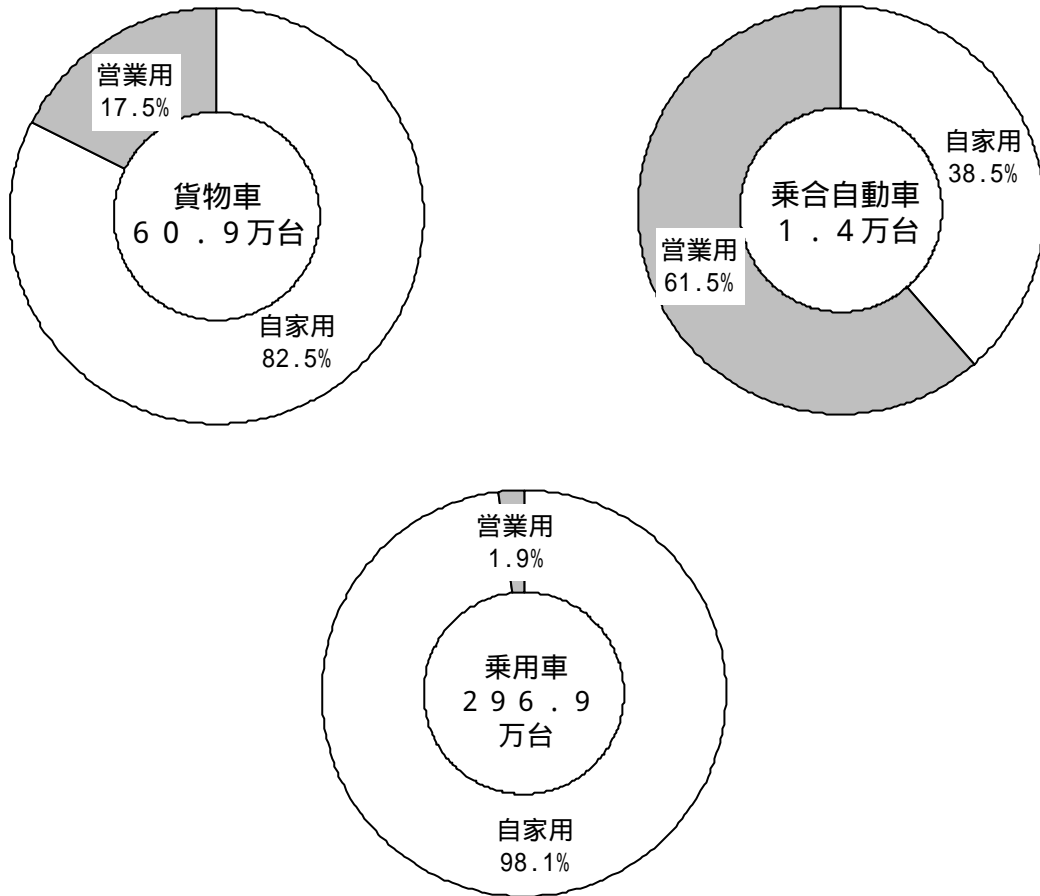 営業用
17.5%
貨物車
６０．９万台
自家用
82.5%
自家用
38.5%
乗合自動車
１．４万台
営業用
61.5%
営業用
1.9%
乗用車
２９６．９
万台
自家用
98.1%